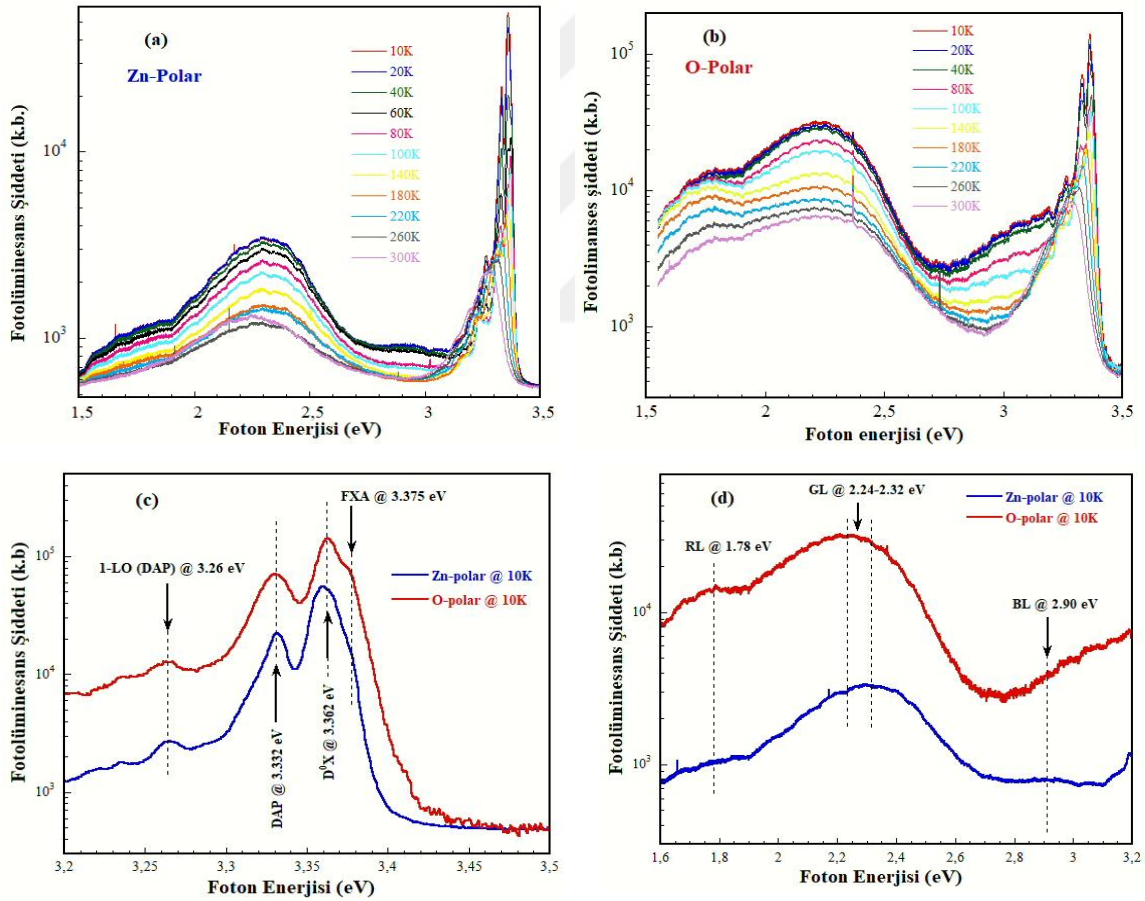 (a)
Zn-Polar
10K
20K
40K
60K
80K
100K
140K
180K
220K
260K
300K
Fotolüminesans Şiddeti (k.b.)
10⁴
10³
1,5
2
2,5
3
3,5
Foton Enerjisi (eV)
(b)
O-Polar
10K
20K
40K
80K
100K
140K
180K
220K
260K
300K
Fotolimanses şiddeti (k.b.)
10⁵
10⁴
10³
1,5
2
2,5
3
3,5
Foton enerjisi (eV)
(c)
FXA @ 3.375 eV
1-LO (DAP) @ 3.26 eV
Zn-polar @ 10K
O-polar @ 10K
DAP @ 3.332 eV
D⁰X @ 3.362 eV
Fotolüminesans Şiddeti (k.b)
10⁵
10⁴
10³
3,2
3,25
3,3
3,35
3,4
3,45
3,5
Foton Enerjisi (eV)
(d)
GL @ 2.24-2.32 eV
Zn-polar @ 10K
O-polar @ 10K
RL @ 1.78 eV
BL @ 2.90 eV
Fotolüminesans Şiddeti (k.b)
10⁴
10³
1,6
1,8
2
2,2
2,4
2,6
2,8
3
3,2
Foton Enerjisi (eV)